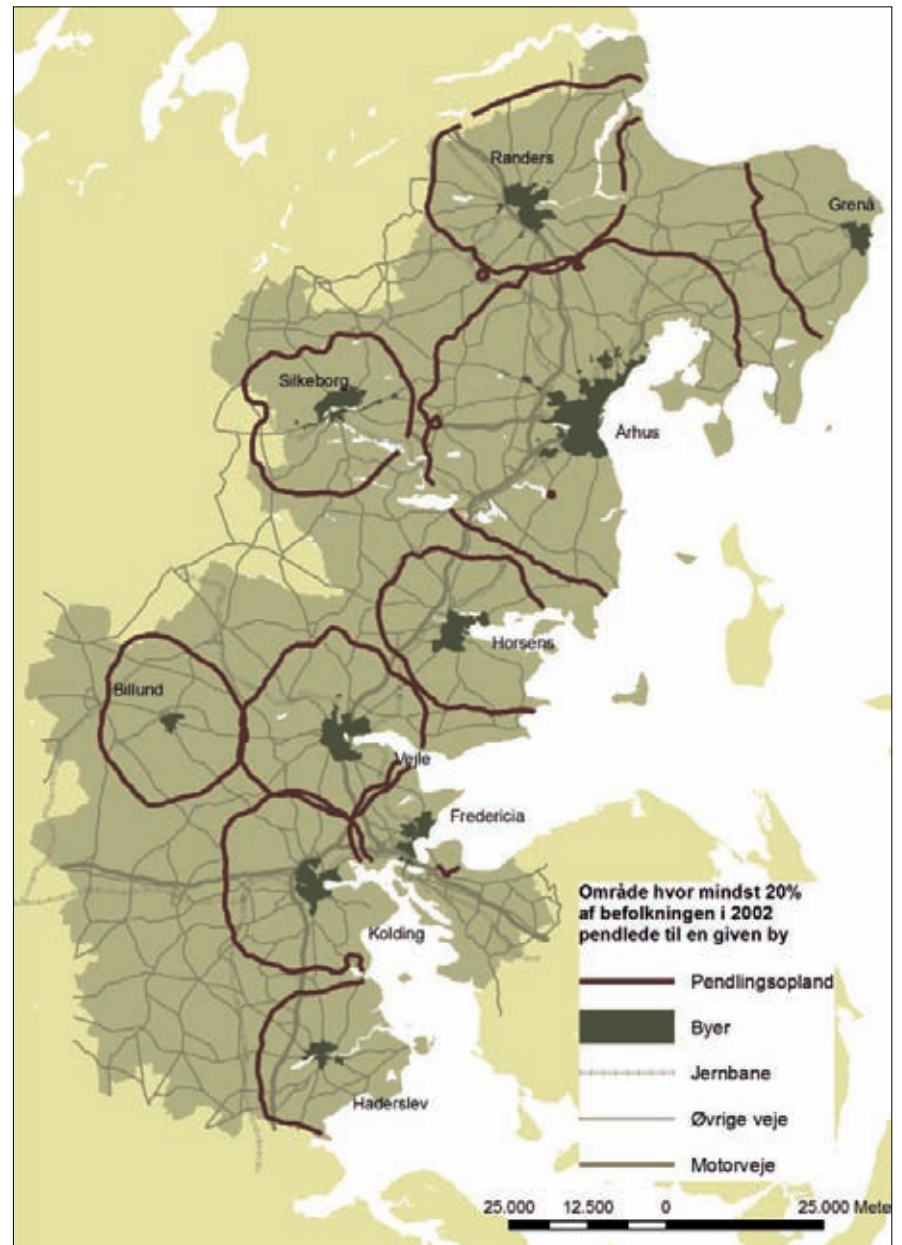 Randers
Grenå
Silkeborg
Århus
Horsens
Billund
Vejle
Fredericia
Kolding
Haderslev
Område hvor mindst 20%
af befolkningen i 2002
pendlede til en given by
Pendlingsopland
Byer
Jernbane
Øvrige veje
Motorveje
25.000 12.500 0 25.000 Mete